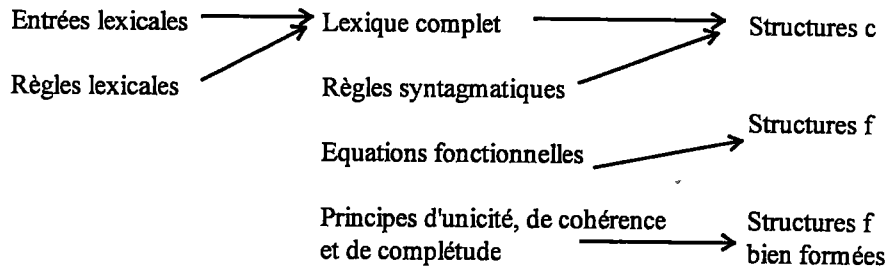 Entrées lexicales
Lexique complet
Structures c
Règles lexicales
Règles syntagmatiques
Structures f
Equations fonctionnelles
Principes d'unicité, de cohérence
et de complétude
Structures f
bien formées